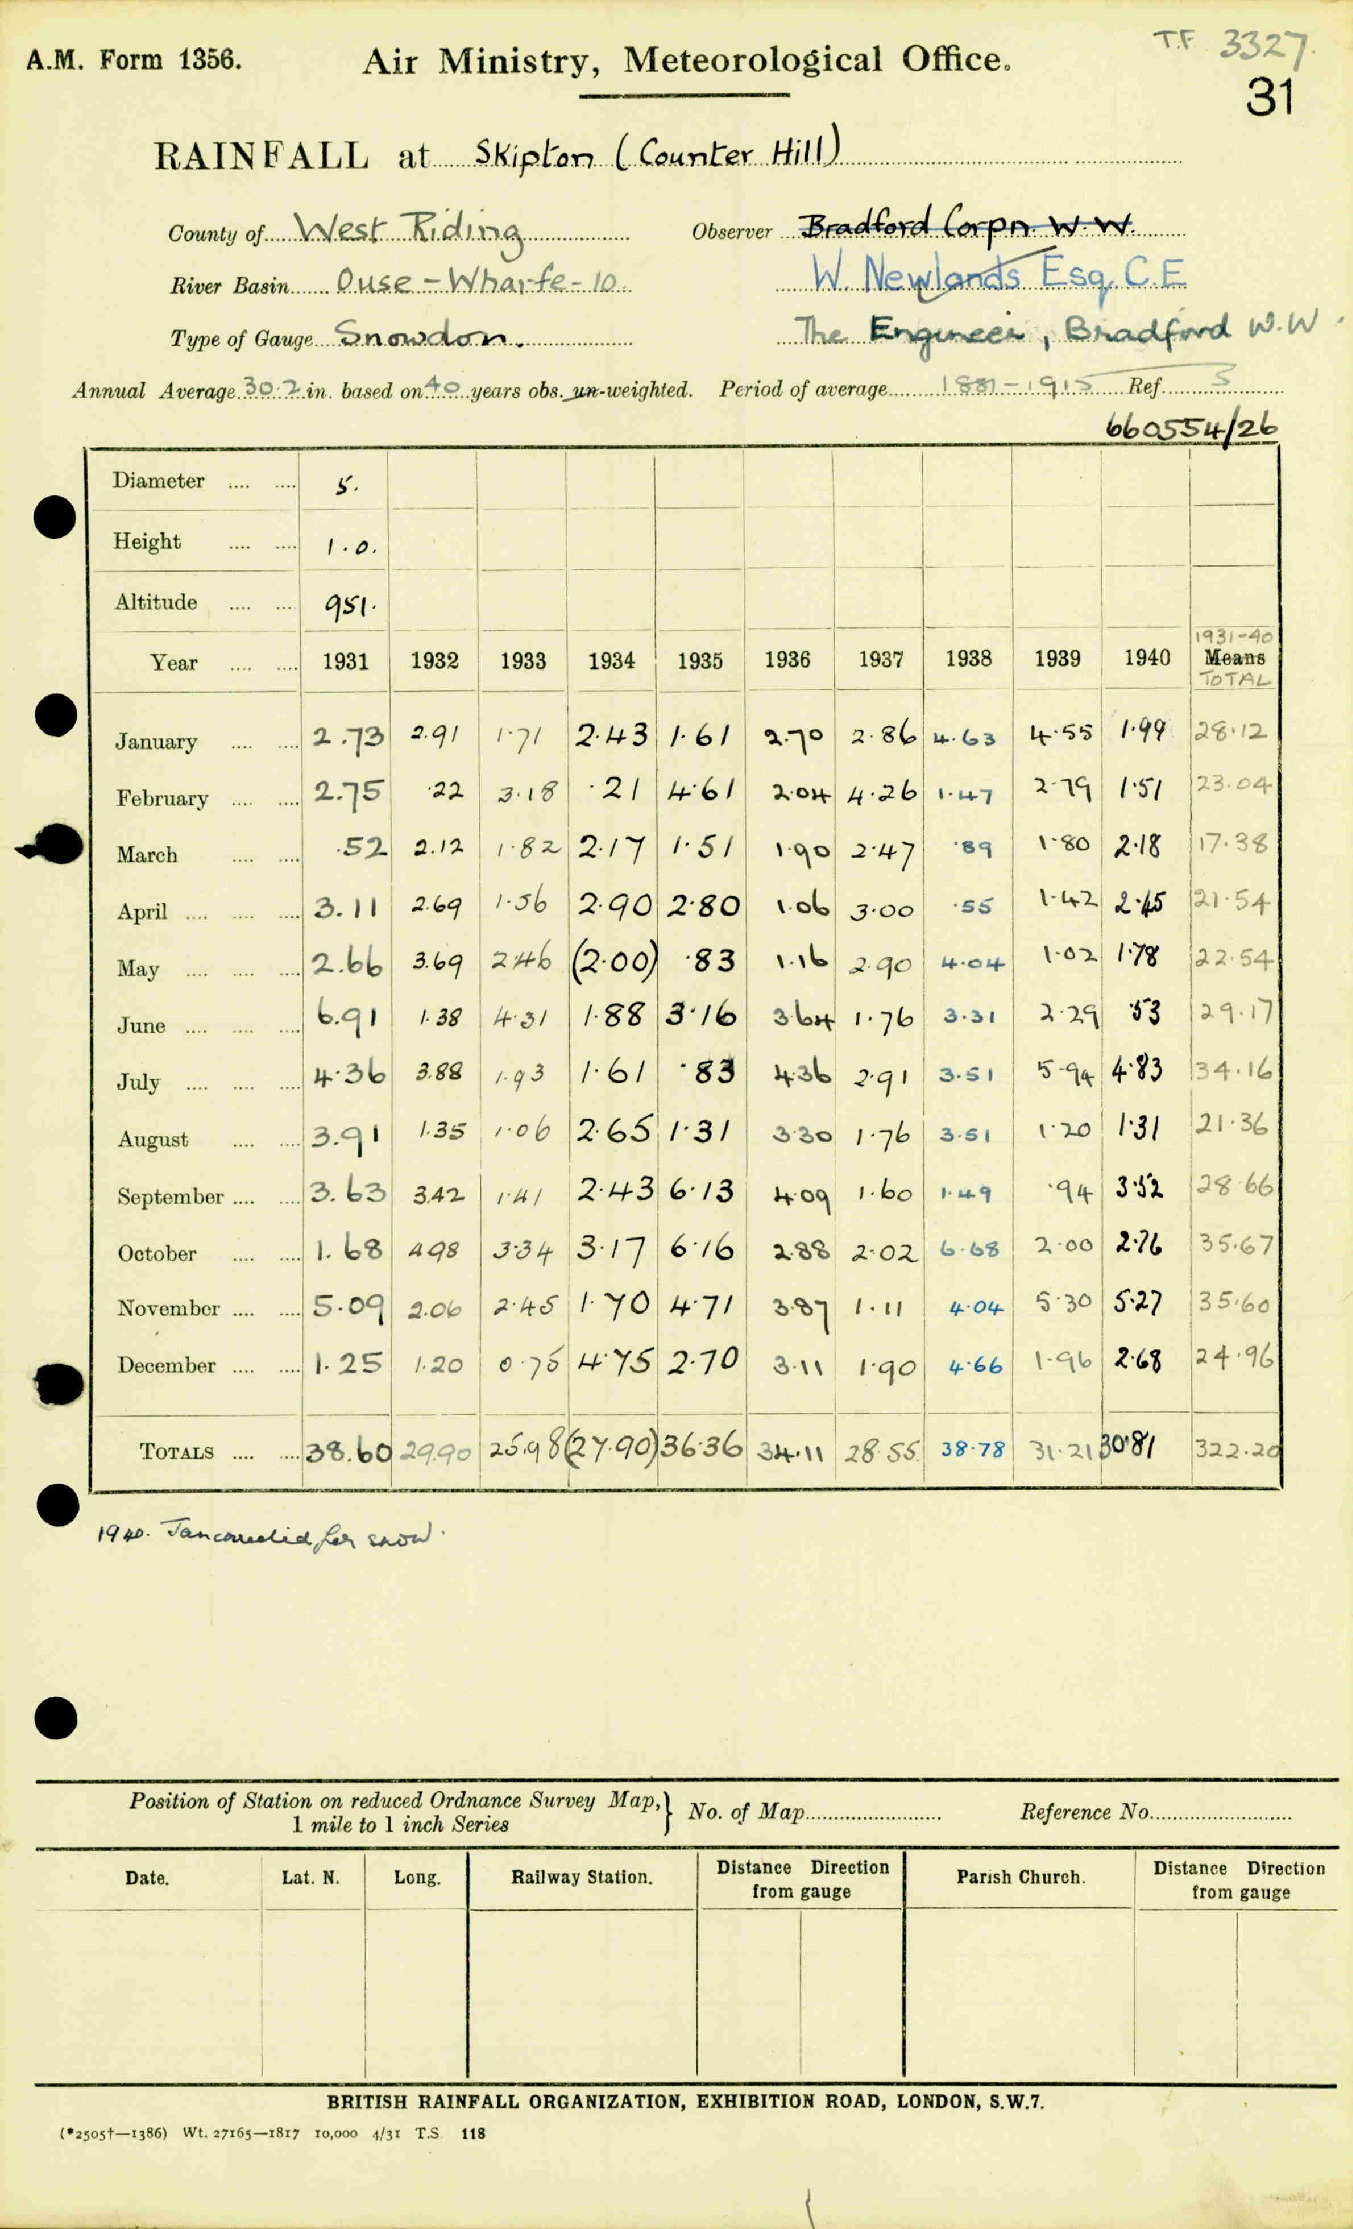 T.F 3327.
A.M. Form 1356. Air Ministry, Meteorological Office.
31
RAINFALL at Skipton (Counter Hill)
County of West Riding Observer Bradford Corpn. W.W.
River Basin Ouse - Wharfe - 10 W. Newlands Esq. C.E
Type of Gauge Snowdon. The Engineer, Bradford W.W.
Annual Average 30.2 in. based on 40 years obs. un-weighted. Period of average 1881-1915 Ref. 5
660554/26
Diameter .... .... 5.
Height .... .... 1.0.
Altitude .... .... 951.
1931-40
Year .... .... 1931 1932 1933 1934 1935 1936 1937 1938 1939 1940 Means
TOTAL
January .... .... 2.73 2.91 1.71 2.43 1.61 2.70 2.86 4.63 4.55 1.99 28.12
February .... .... 2.75 .22 3.18 .21 4.61 2.04 4.26 1.47 2.79 1.51 23.04
March .... .... .52 2.12 1.82 2.17 1.51 1.90 2.47 .89 1.80 2.18 17.38
April .... .... .... 3.11 2.69 1.56 2.90 2.80 1.06 3.00 .55 1.42 2.45 21.54
May .... .... .... 2.66 3.69 2.46 (2.00) .83 1.16 2.90 4.04 1.02 1.78 22.54
June .... .... .... 6.91 1.38 4.31 1.88 3.16 3.64 1.76 3.31 2.29 .53 29.17
July .... .... .... 4.36 3.88 1.93 1.61 .83 4.36 2.91 3.51 5.94 4.83 34.16
August .... .... 3.91 1.35 1.06 2.65 1.31 3.30 1.76 3.51 1.20 1.31 21.36
September .... .... 3.63 3.42 1.41 2.43 6.13 4.09 1.60 1.49 .94 3.52 28.66
October .... .... 1.68 4.98 3.34 3.17 6.16 2.88 2.02 6.68 2.00 2.76 35.67
November .... .... 5.09 2.06 2.45 1.70 4.71 3.87 1.11 4.04 5.30 5.27 35.60
December .... .... 1.25 1.20 0.75 4.75 2.70 3.11 1.90 4.66 1.96 2.68 24.96
TOTALS .... .... 38.60 29.90 25.98 (27.90) 36.36 34.11 28.55 38.78 31.21 30.81 322.20
1940. Jan corrected for snow.
Position of Station on reduced Ordnance Survey Map, } No. of Map Reference No.
1 mile to 1 inch Series
Date. Lat. N. Long. Railway Station. Distance Direction from gauge Parish Church. Distance Direction from gauge
BRITISH RAINFALL ORGANIZATION, EXHIBITION ROAD, LONDON, S.W.7.
(*2505†—1386) Wt. 27165—1817 10,000 4/31 T.S. 118